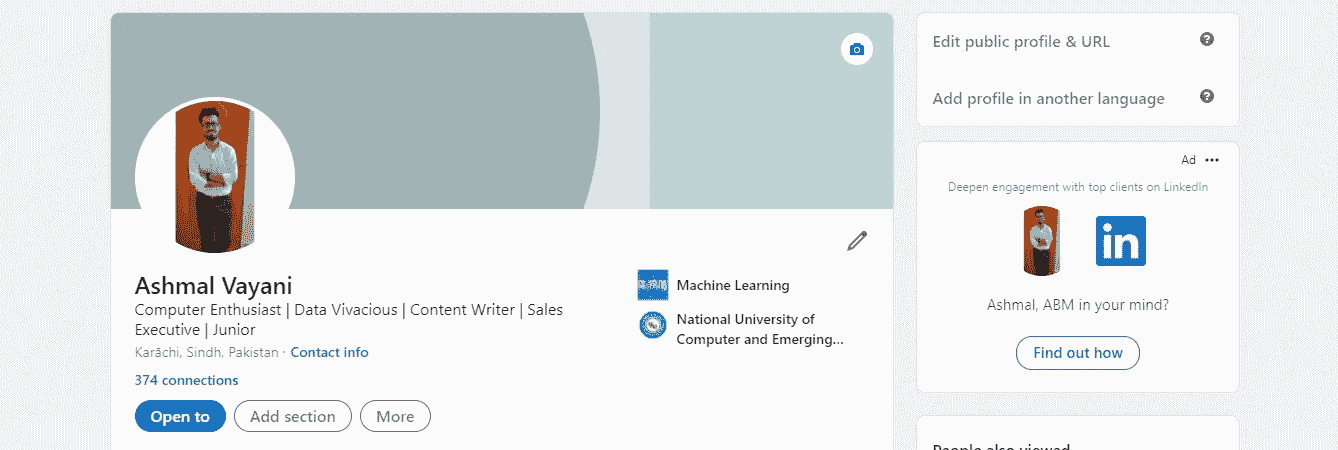 Ashmal Vayani
Computer Enthusiast | Data Vivacious | Content Writer | Sales
Executive | Junior
Karāchi, Sindh, Pakistan · Contact info
374 connections
Open to
Add section
More
Machine Learning
National University of
Computer and Emerging...
Edit public profile & URL
Add profile in another language
Ad
Deepen engagement with top clients on LinkedIn
in
Ashmal, ABM in your mind?
Find out how
People also viewed